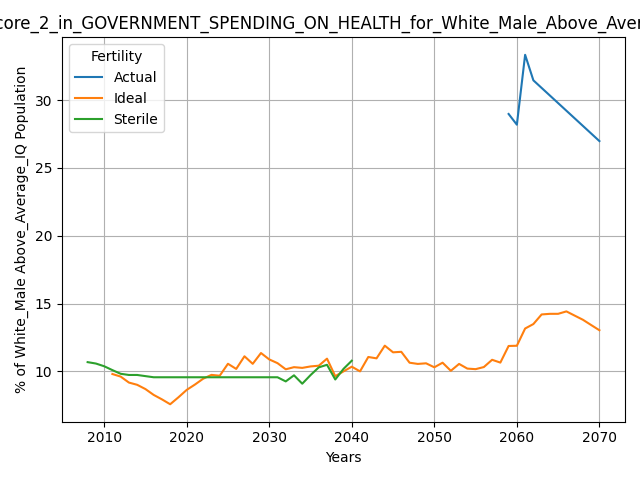 core_2_in_GOVERNMENT_SPENDING_ON_HEALTH_for_White_Male_Above_Aver
Fertility
Actual
Ideal
Sterile
% of White_Male Above_Average_IQ Population
30
25
20
15
10
2010 2020 2030 2040 2050 2060 2070
Years